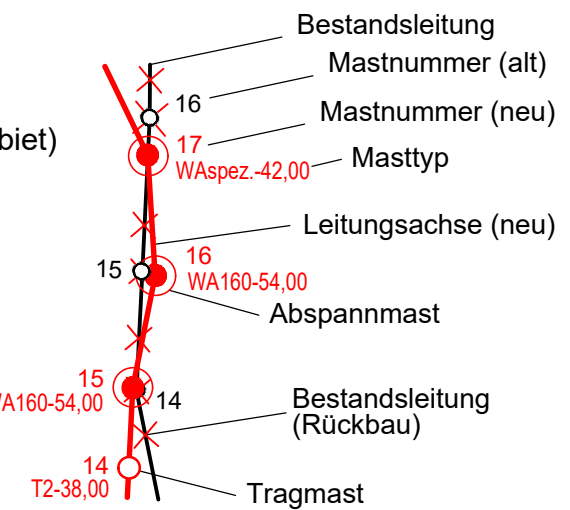 Bestandsleitung
Mastnummer (alt)
16
Mastnummer (neu)
biet)
17
WAspez.-42,00
Masttyp
Leitungsachse (neu)
16
15
WA160-54,00
Abspannmast
15
A160-54,00
14
Bestandsleitung
(Rückbau)
14
T2-38,00
Tragmast